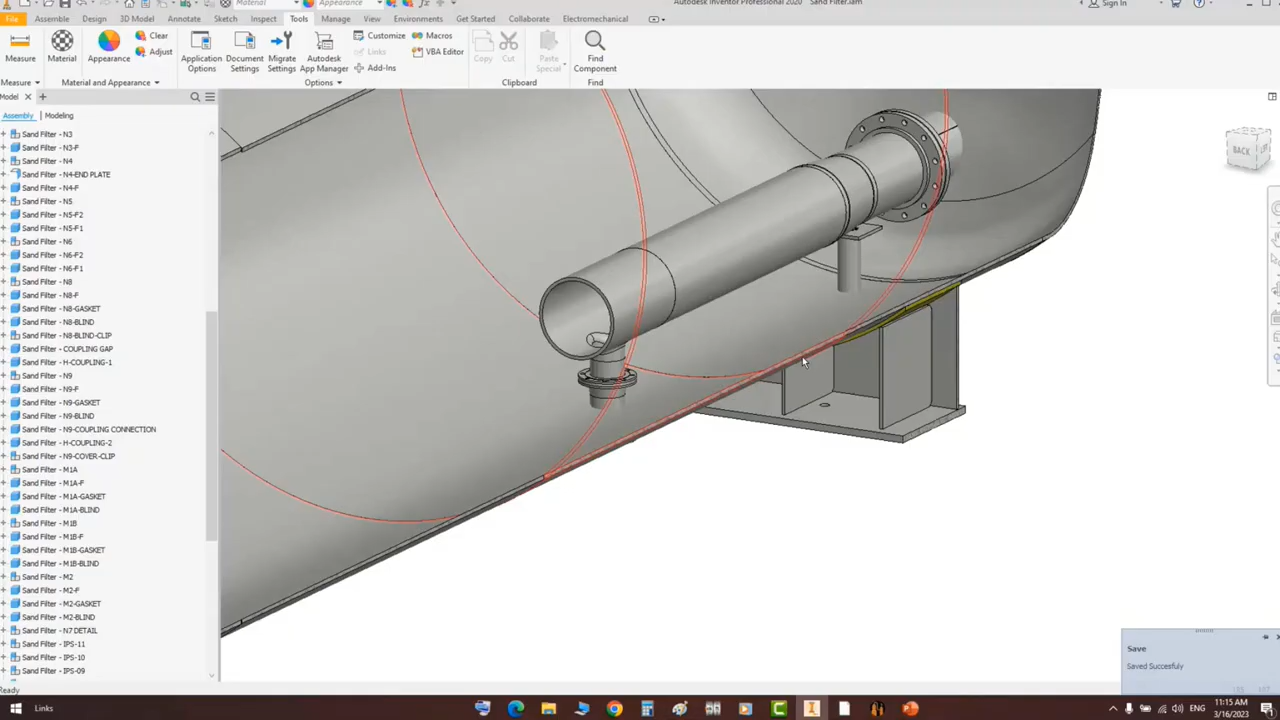 Autodesk Inventor Professional 2020 Sand Filter.iam
Sign In
Material
Appearance
File
Assembly
Design
3D Model
Annotate
Sketch
Inspect
Tools
Manage
View
Environments
Get Started
Collaborate
Electromechanical
Measure
Material
Appearance
Clear
Adjust
Application Options
Document Settings
Migrate Settings
Autodesk App Manager
Customize
Links
Add-Ins
Macros
VBA Editor
Copy
Cut
Paste Special
Find Component
Measure
Material and Appearance
Options
Clipboard
Find
Model
Assembly
Modeling
Sand Filter - N3
Sand Filter - N3-F
Sand Filter - N4
Sand Filter - N4-END PLATE
Sand Filter - N4-F
Sand Filter - N5
Sand Filter - N5-F2
Sand Filter - N5-F1
Sand Filter - N6
Sand Filter - N6-F2
Sand Filter - N6-F1
Sand Filter - N8
Sand Filter - N8-F
Sand Filter - N8-GASKET
Sand Filter - N8-BLIND
Sand Filter - N8-BLIND-CLIP
Sand Filter - COUPLING GAP
Sand Filter - H-COUPLING-1
Sand Filter - N9
Sand Filter - N9-F
Sand Filter - N9-GASKET
Sand Filter - N9-BLIND
Sand Filter - N9-COUPLING CONNECTION
Sand Filter - H-COUPLING-2
Sand Filter - N9-COVER-CLIP
Sand Filter - M1A
Sand Filter - M1A-F
Sand Filter - M1A-GASKET
Sand Filter - M1A-BLIND
Sand Filter - M1B
Sand Filter - M1B-F
Sand Filter - M1B-GASKET
Sand Filter - M1B-BLIND
Sand Filter - M2
Sand Filter - M2-F
Sand Filter - M2-GASKET
Sand Filter - M2-BLIND
Sand Filter - N7 DETAIL
Sand Filter - IPS-11
Sand Filter - IPS-10
Sand Filter - IPS-09
BACK
Save
Saved Succesfuly
Ready
Links
ENG
11:15 AM
3/16/2023